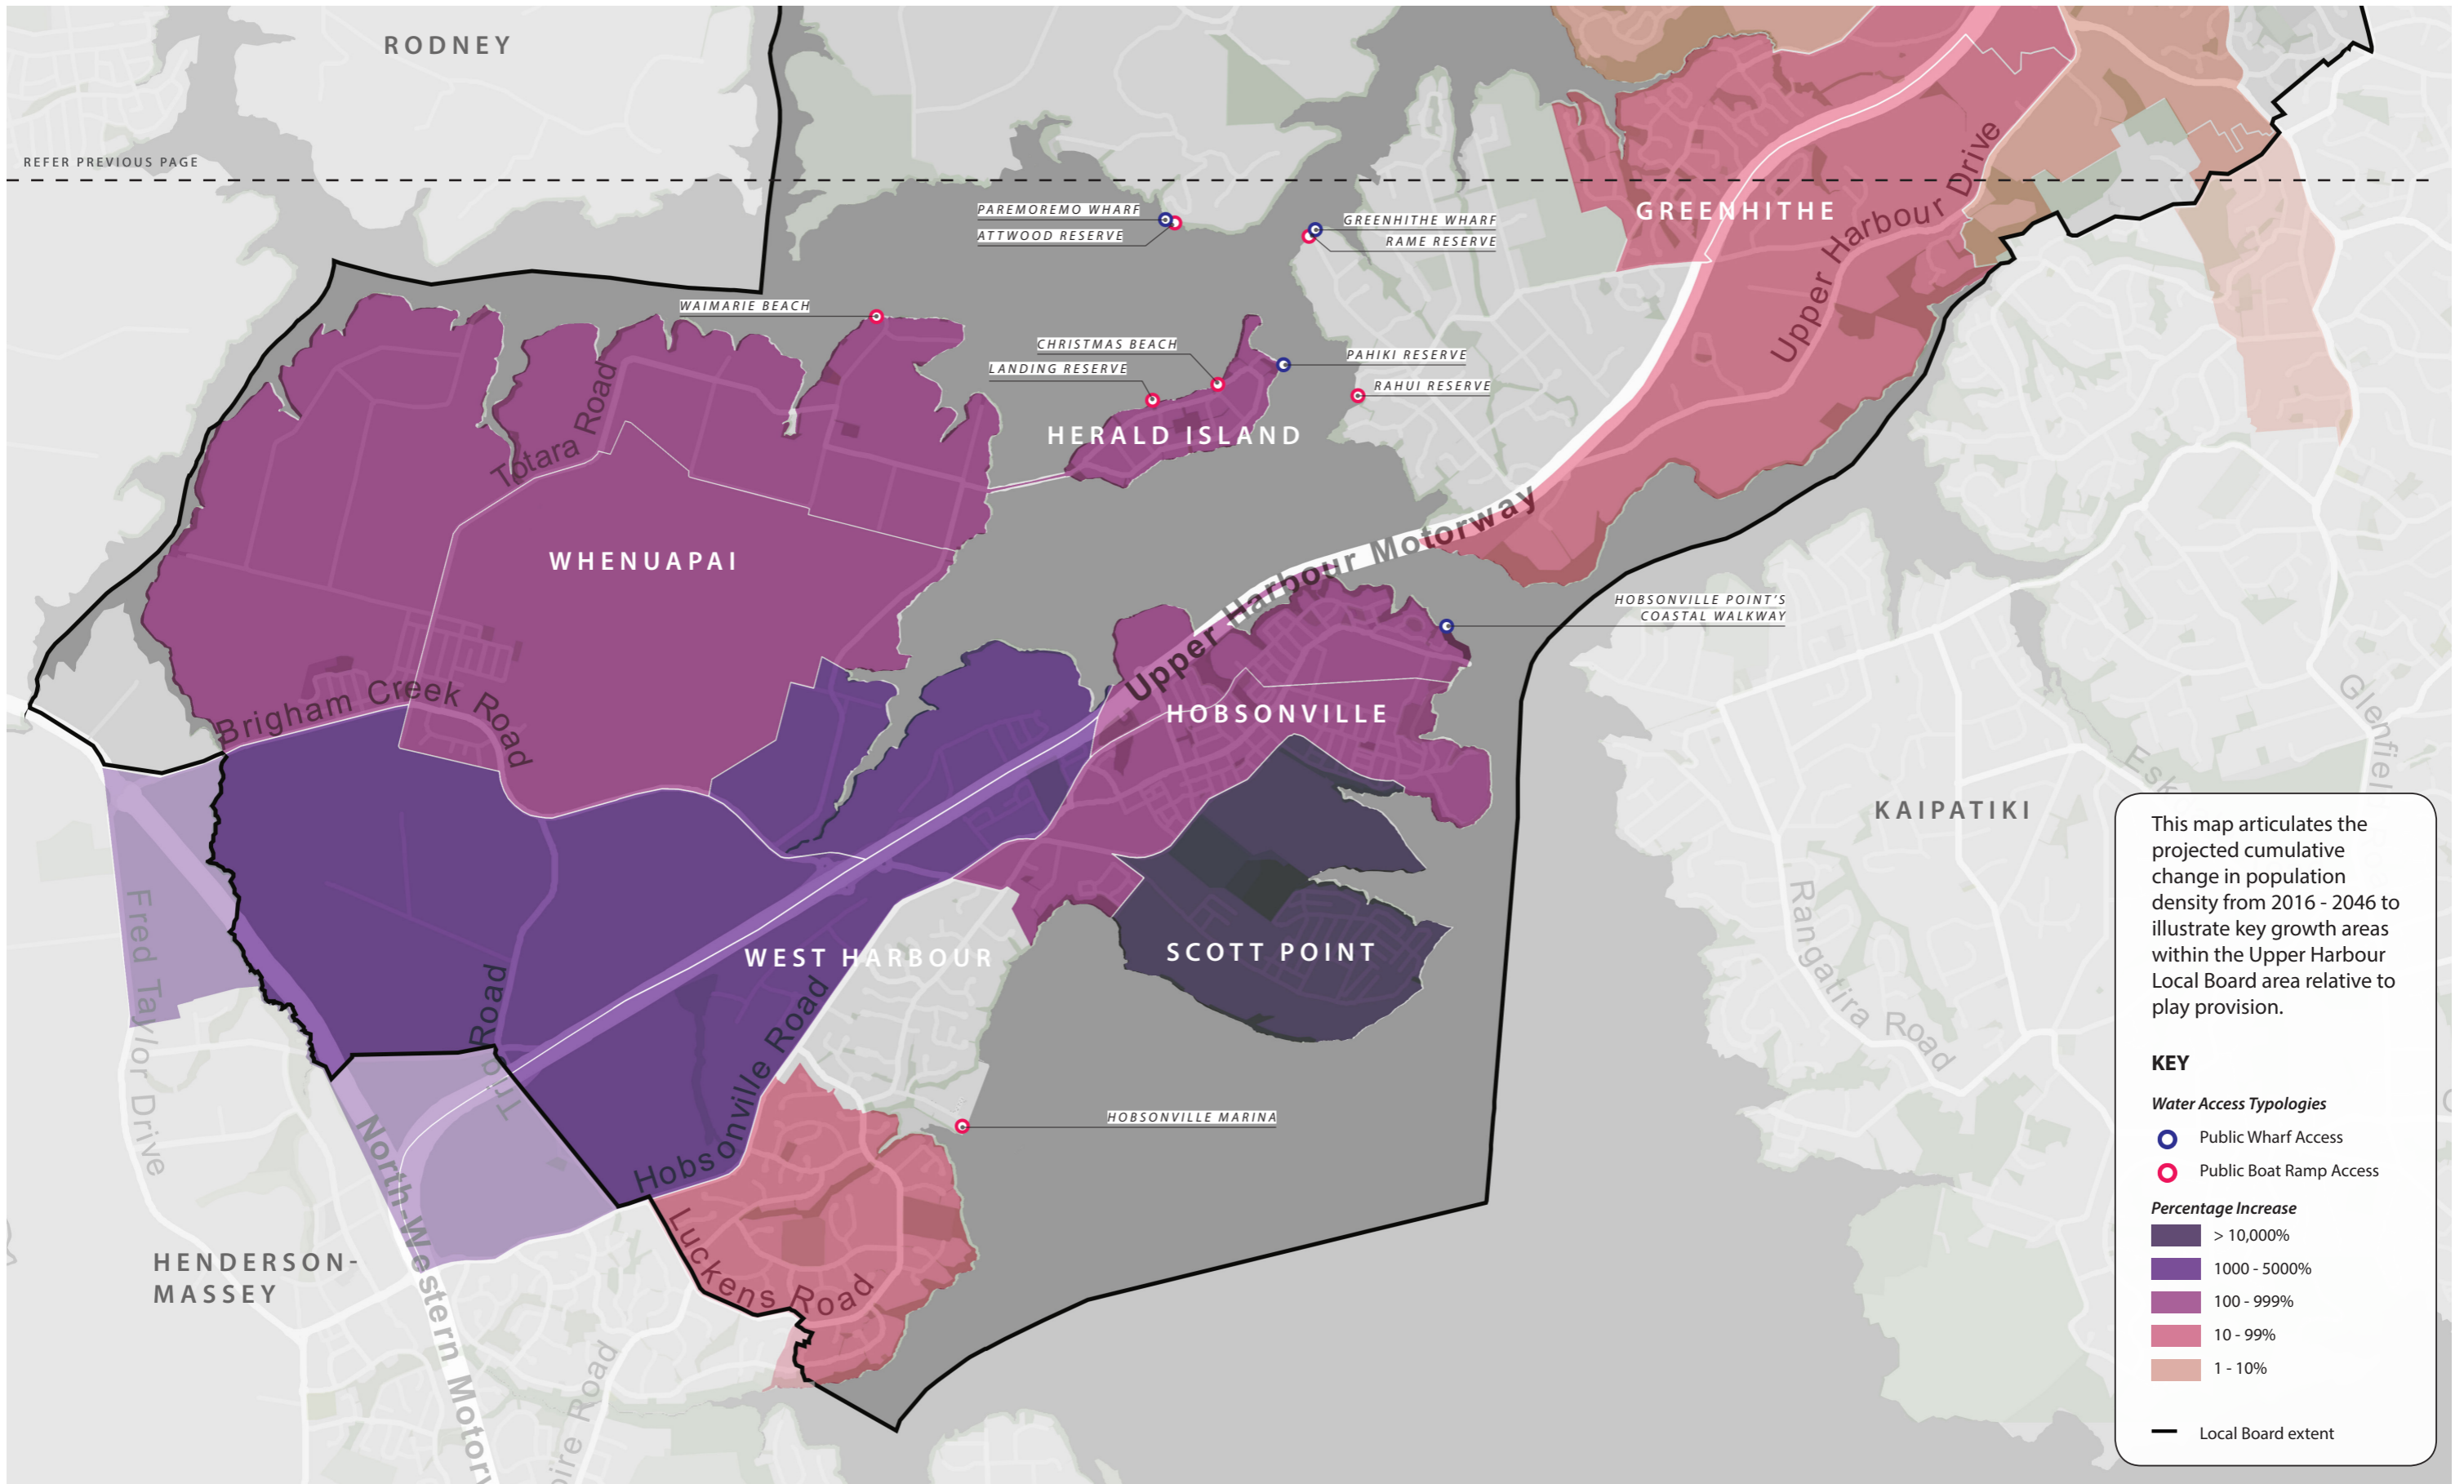 RODNEY
REFER PREVIOUS PAGE
PAREMOREMO WHARF
ATTWOOD RESERVE
GREENHITHE WHARF
RAME RESERVE
GREENHITHE
Upper Harbour Drive
WAIMARIE BEACH
CHRISTMAS BEACH
LANDING RESERVE
PAHIKI RESERVE
RAHUI RESERVE
HERALD ISLAND
Totara Road
WHENUAPAI
Upper Harbour Motorway
HOBSONVILLE POINT'S
COASTAL WALKWAY
Brigham Creek Road
HOBSONVILLE
KAIPATIKI
WEST HARBOUR
SCOTT POINT
Fred Taylor Drive
Trig Road
Hobsonville Road
Rangatira Road
HOBSONVILLE MARINA
North-Western Motorw
Luckens Road
HENDERSON-
MASSEY
Road
This map articulates the
projected cumulative
change in population
density from 2016 - 2046 to
illustrate key growth areas
within the Upper Harbour
Local Board area relative to
play provision.
KEY
Water Access Typologies
Public Wharf Access
Public Boat Ramp Access
Percentage Increase
> 10,000%
1000 - 5000%
100 - 999%
10 - 99%
1 - 10%
Local Board extent